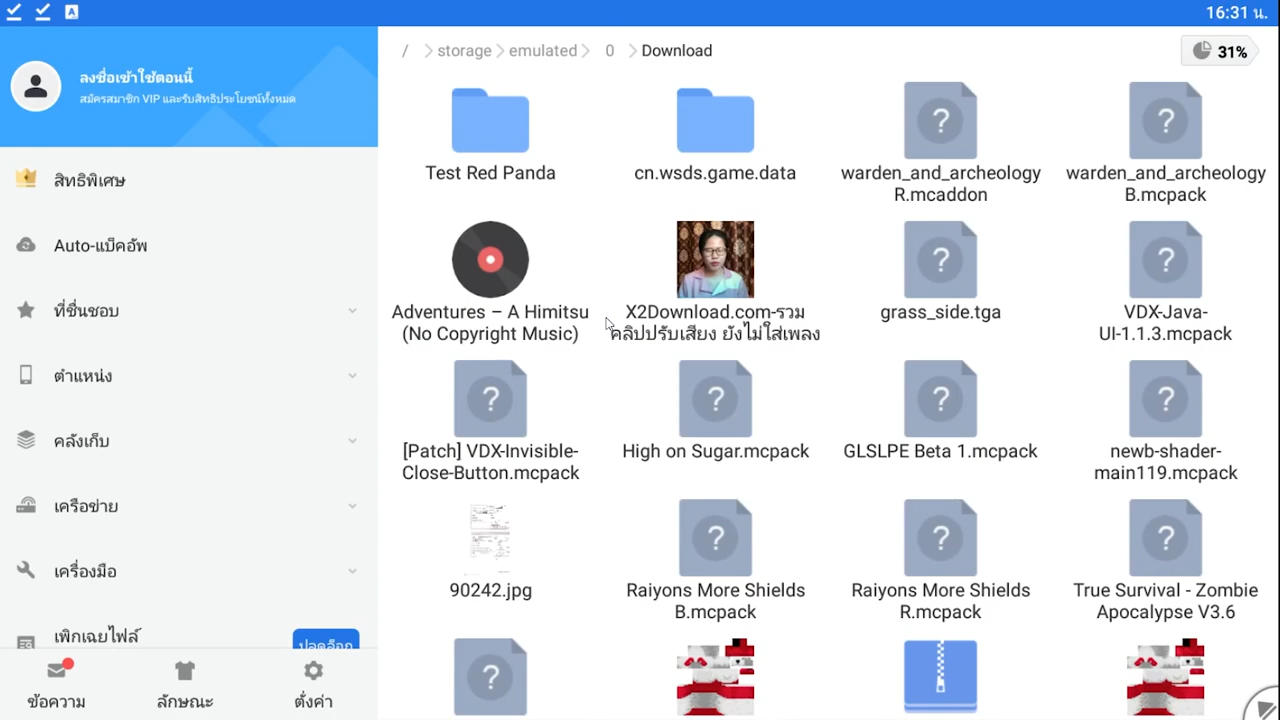 16:31 น.
ลงชื่อเข้าใช้ตอนนี้
สมัครสมาชิก VIP และรับสิทธิประโยชน์ทั้งหมด
สิทธิพิเศษ
Auto-แบ็คอัพ
ที่ชื่นชอบ
ตำแหน่ง
คลังเก็บ
เครือข่าย
เครื่องมือ
เพิกเฉยไฟล์
ปลดล็อก
ข้อความ
ลักษณะ
ตั้งค่า
/ storage emulated 0 Download
31%
Test Red Panda
cn.wsds.game.data
warden_and_archeology
R.mcaddon
warden_and_archeology
B.mcpack
Adventures – A Himitsu
(No Copyright Music)
X2Download.com-รวม
คลิปปรับเสียง ยังไม่ใส่เพลง
grass_side.tga
VDX-Java-
UI-1.1.3.mcpack
[Patch] VDX-Invisible-
Close-Button.mcpack
High on Sugar.mcpack
GLSLPE Beta 1.mcpack
newb-shader-
main119.mcpack
90242.jpg
Raiyons More Shields
B.mcpack
Raiyons More Shields
R.mcpack
True Survival - Zombie
Apocalypse V3.6